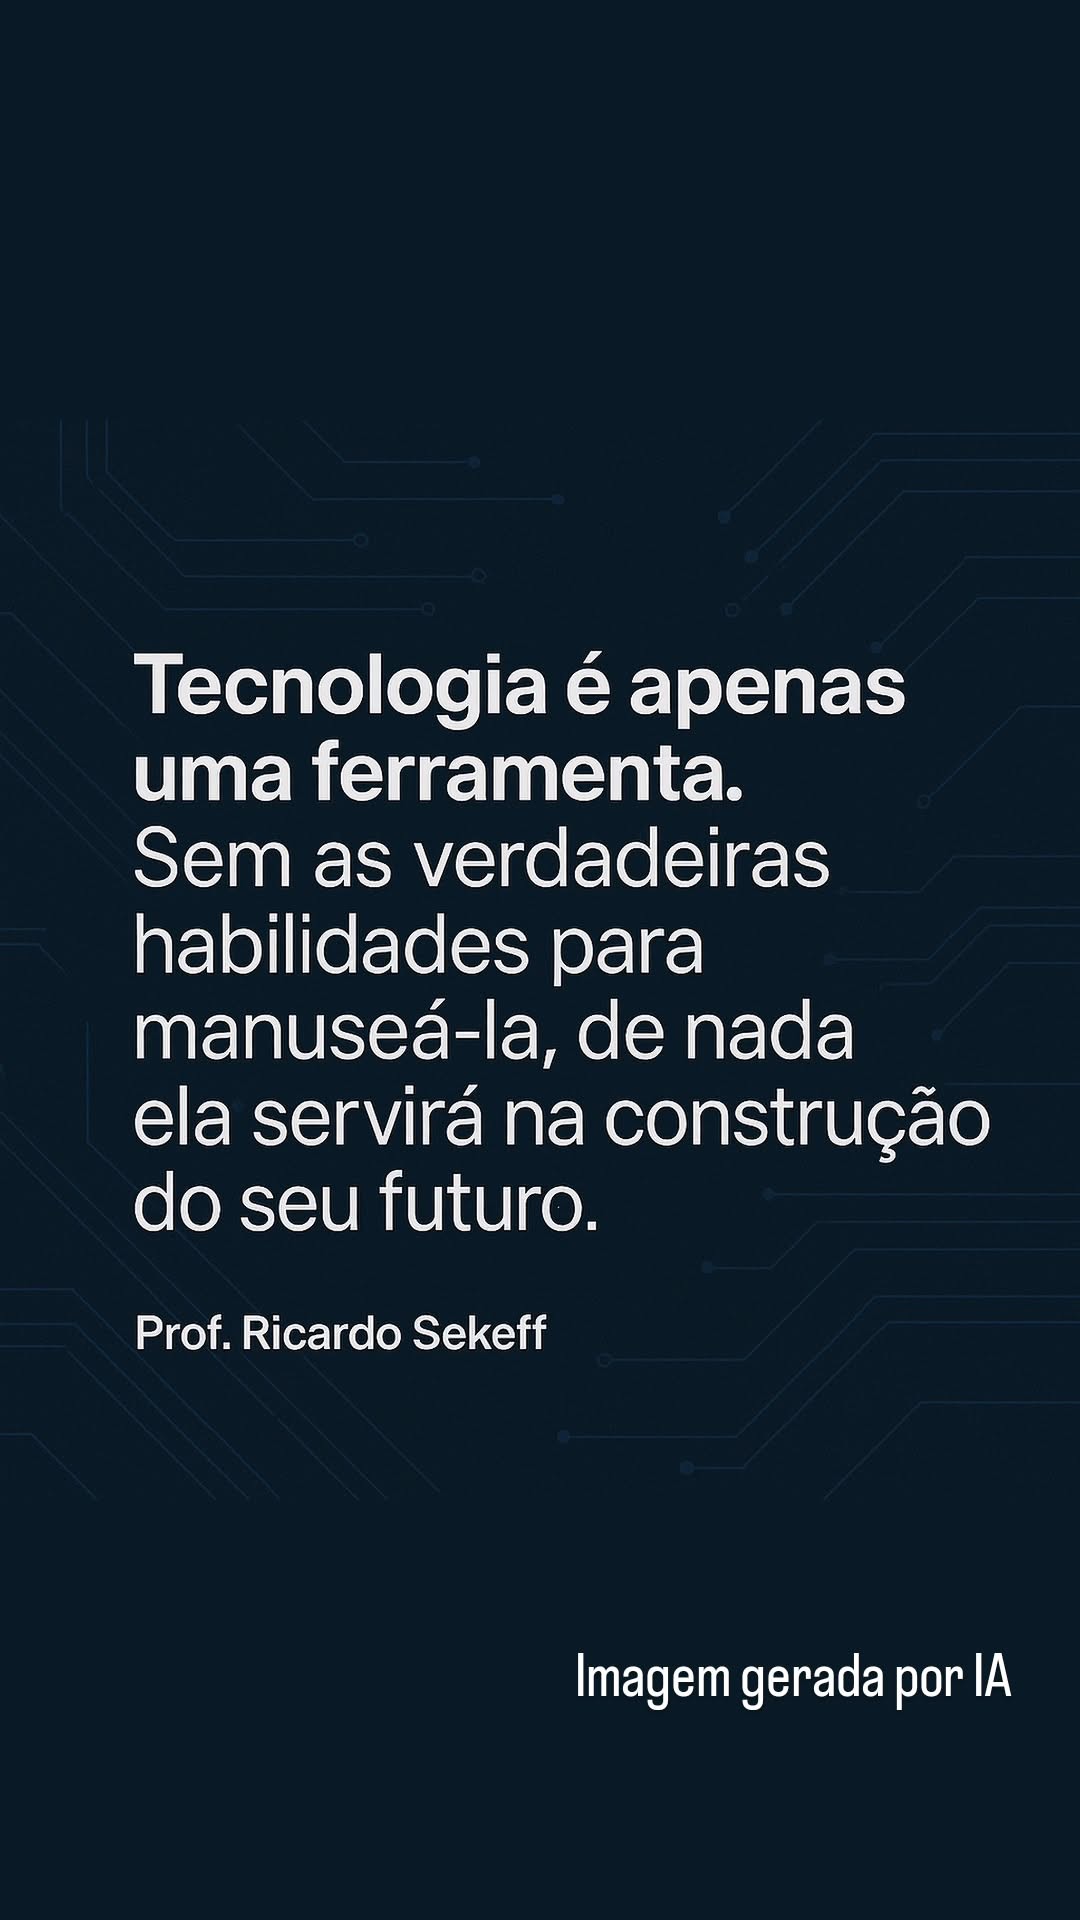 Tecnologia é apenas
uma ferramenta.
Sem as verdadeiras
habilidades para
manuseá-la, de nada
ela servirá na construção
do seu futuro.
Prof. Ricardo Sekeff
Imagem gerada por IA